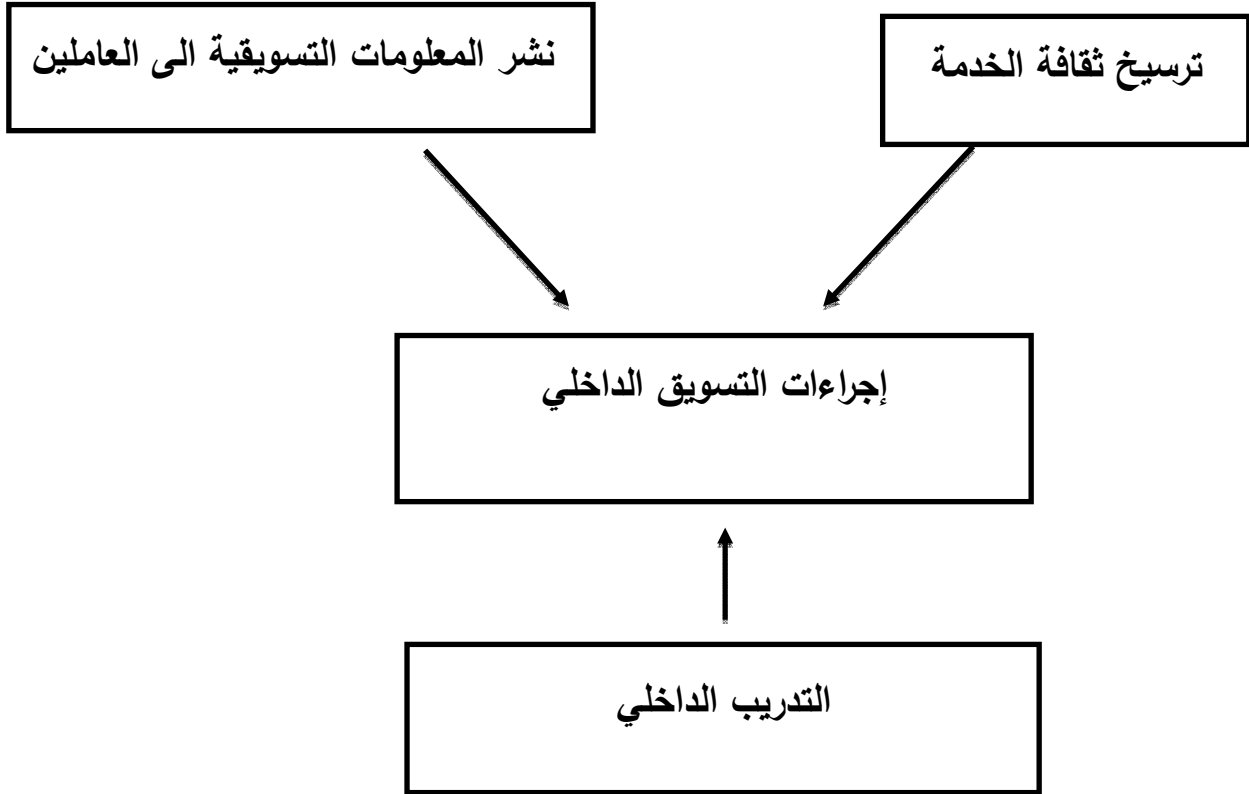 ترسيخ ثقافة الخدمة
نشر المعلومات التسويقية الى العاملين
إجراءات التسويق الداخلي
التدريب الداخلي